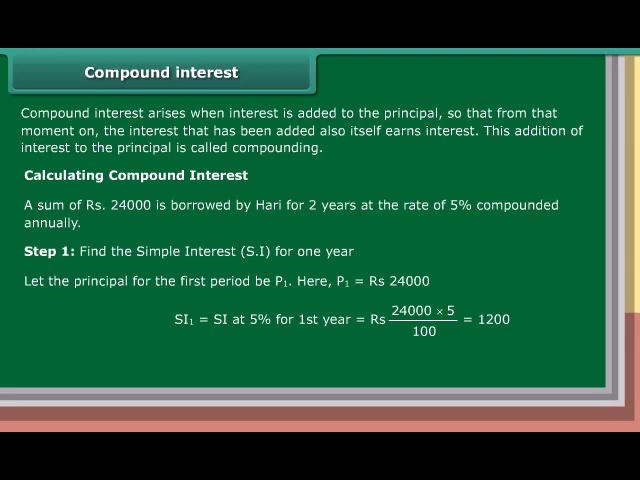 Compound interest
Compound interest arises when interest is added to the principal, so that from that
moment on, the interest that has been added also itself earns interest. This addition of
interest to the principal is called compounding.
Calculating Compound Interest
A sum of Rs. 24000 is borrowed by Hari for 2 years at the rate of 5% compounded
annually.
Step 1: Find the Simple Interest (S.I) for one year
Let the principal for the first period be P₁. Here, P₁ = Rs 24000
SI₁ = SI at 5% for 1st year = Rs 24000 × 5 / 100 = 1200